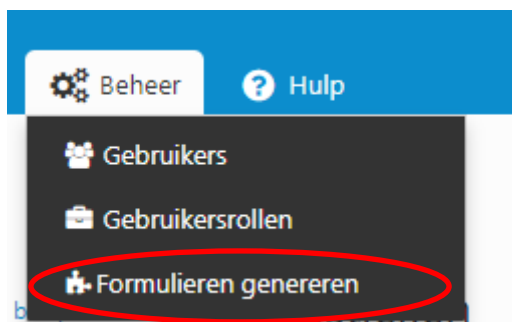 Beheer
Hulp
Gebruikers
Gebruikersrollen
Formulieren genereren
b